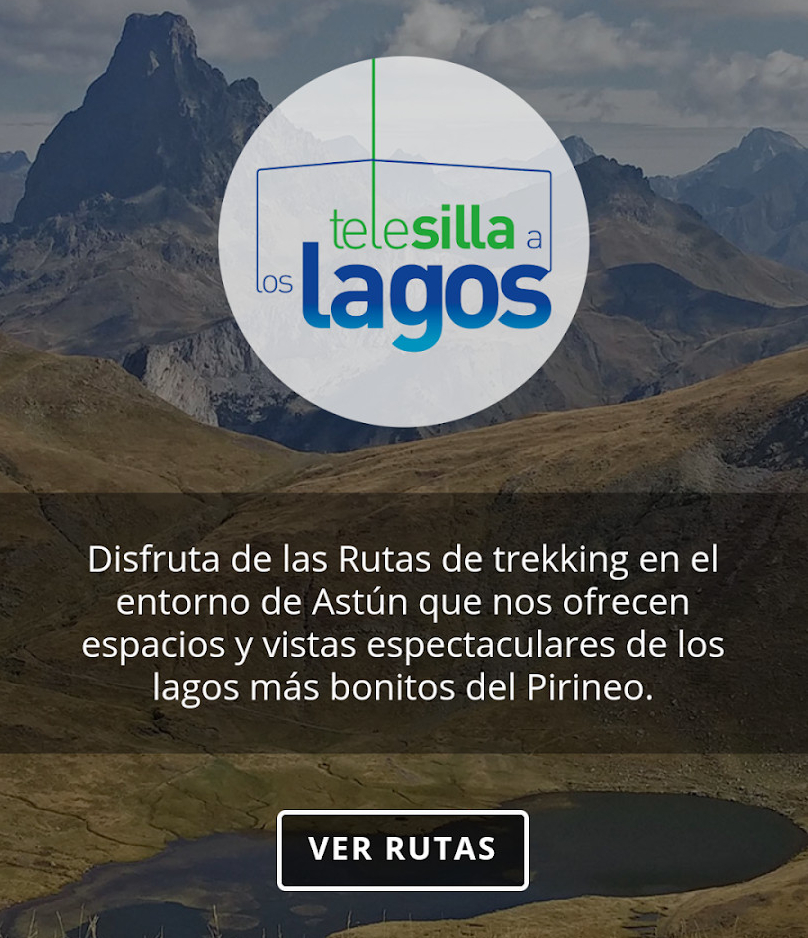 telesilla a
los lagos
Disfruta de las Rutas de trekking en el
entorno de Astún que nos ofrecen
espacios y vistas espectaculares de los
lagos más bonitos del Pirineo.
VER RUTAS